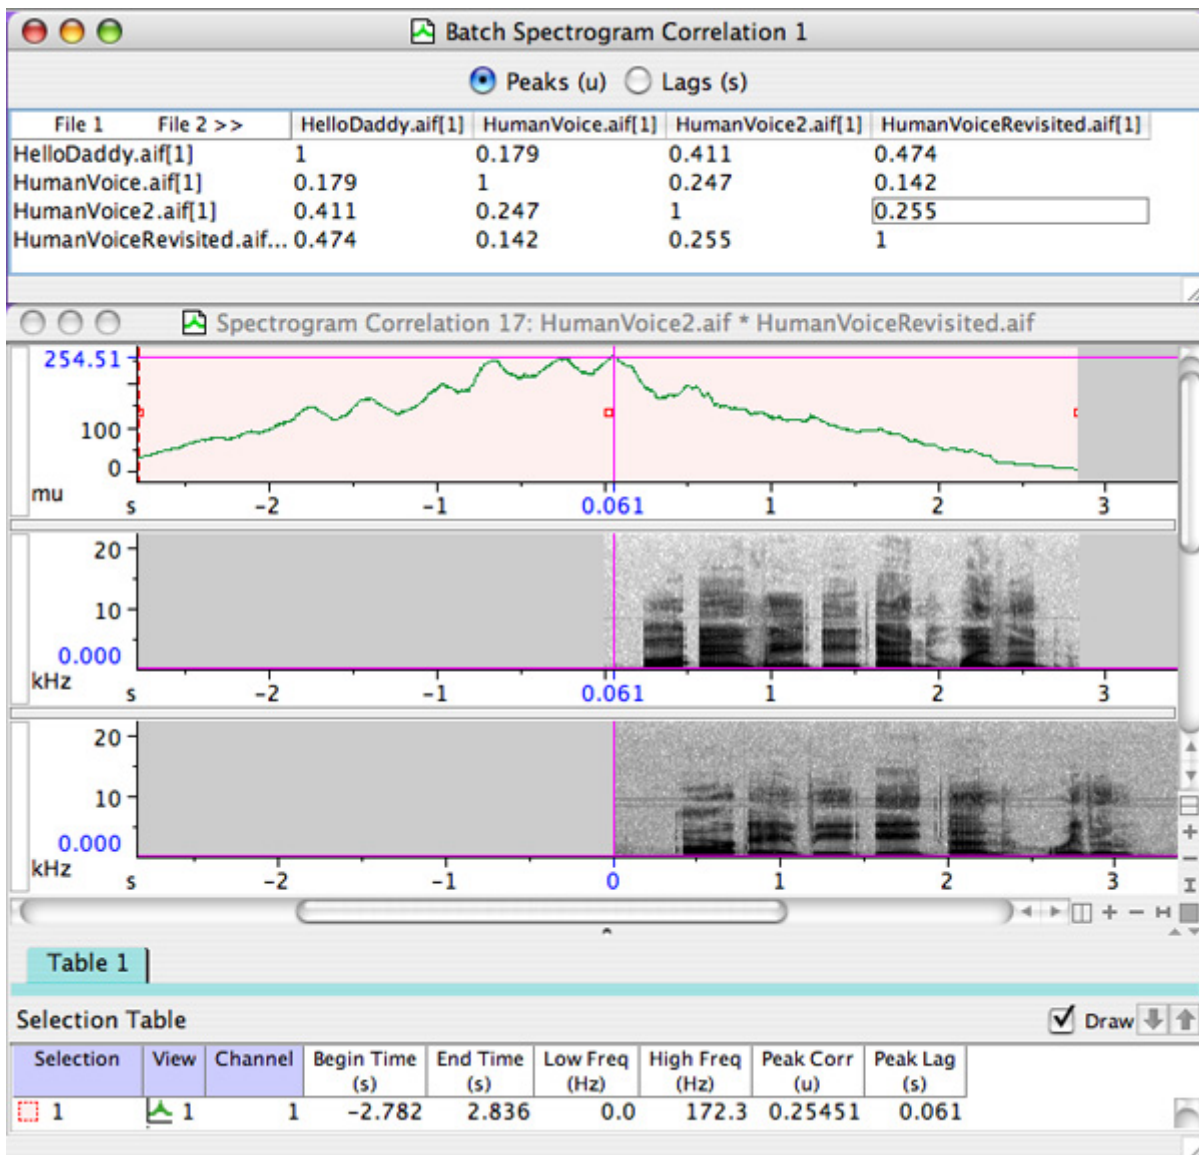 Batch Spectrogram Correlation 1
Peaks (u) Lags (s)
File 1 File 2 >> HelloDaddy.aif[1] HumanVoice.aif[1] HumanVoice2.aif[1] HumanVoiceRevisited.aif[1]
HelloDaddy.aif[1] 1 0.179 0.411 0.474
HumanVoice.aif[1] 0.179 1 0.247 0.142
HumanVoice2.aif[1] 0.411 0.247 1 0.255
HumanVoiceRevisited.aif... 0.474 0.142 0.255 1
Spectrogram Correlation 17: HumanVoice2.aif * HumanVoiceRevisited.aif
254.51
100
0
mu
s -2 -1 0.061 1 2 3
20
10
0.000
kHz
s -2 -1 0.061 1 2 3
20
10
0.000
kHz
s -2 -1 0 1 2 3
Table 1
Selection Table Draw
Selection View Channel Begin Time (s) End Time (s) Low Freq (Hz) High Freq (Hz) Peak Corr (u) Peak Lag (s)
1 1 1 -2.782 2.836 0.0 172.3 0.25451 0.061